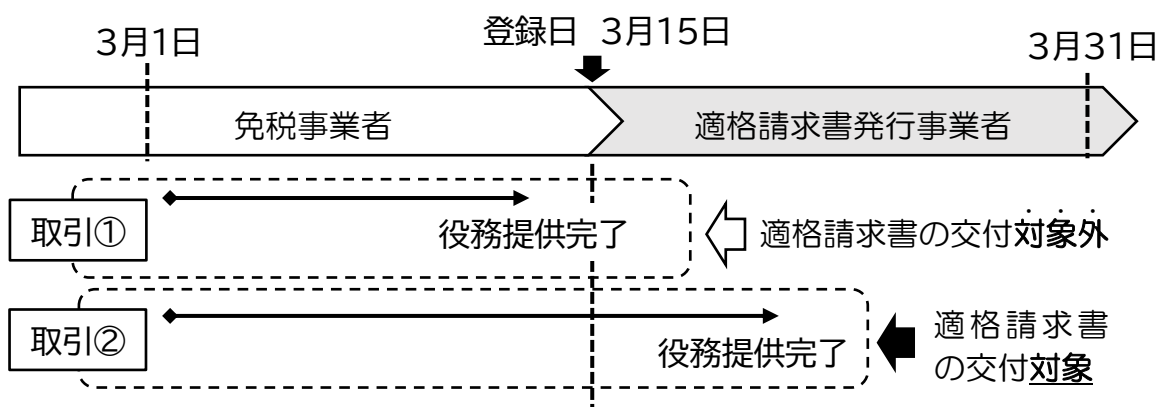 3月1日
登録日 3月15日
3月31日
免税事業者
適格請求書発行事業者
取引①
役務提供完了
適格請求書の交付対象外
取引②
役務提供完了
適格請求書
の交付対象